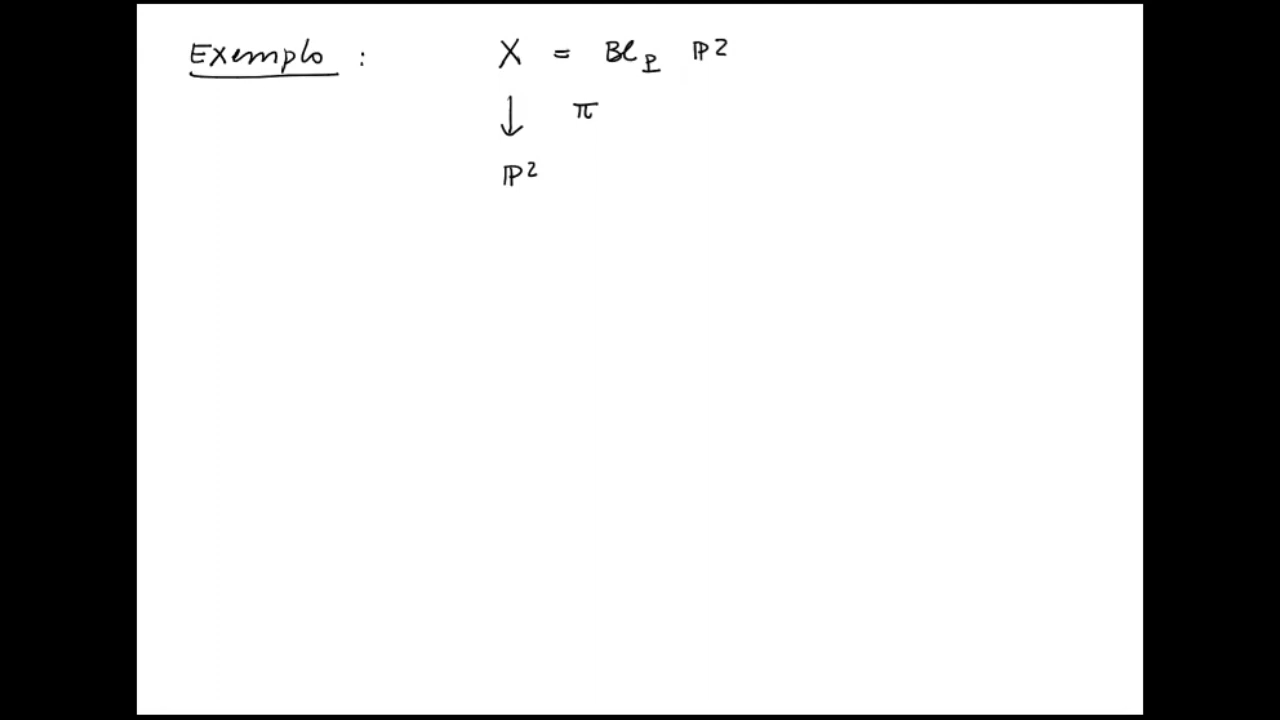 Exemplo : X = Bl_P ℙ²
↓ π
ℙ²